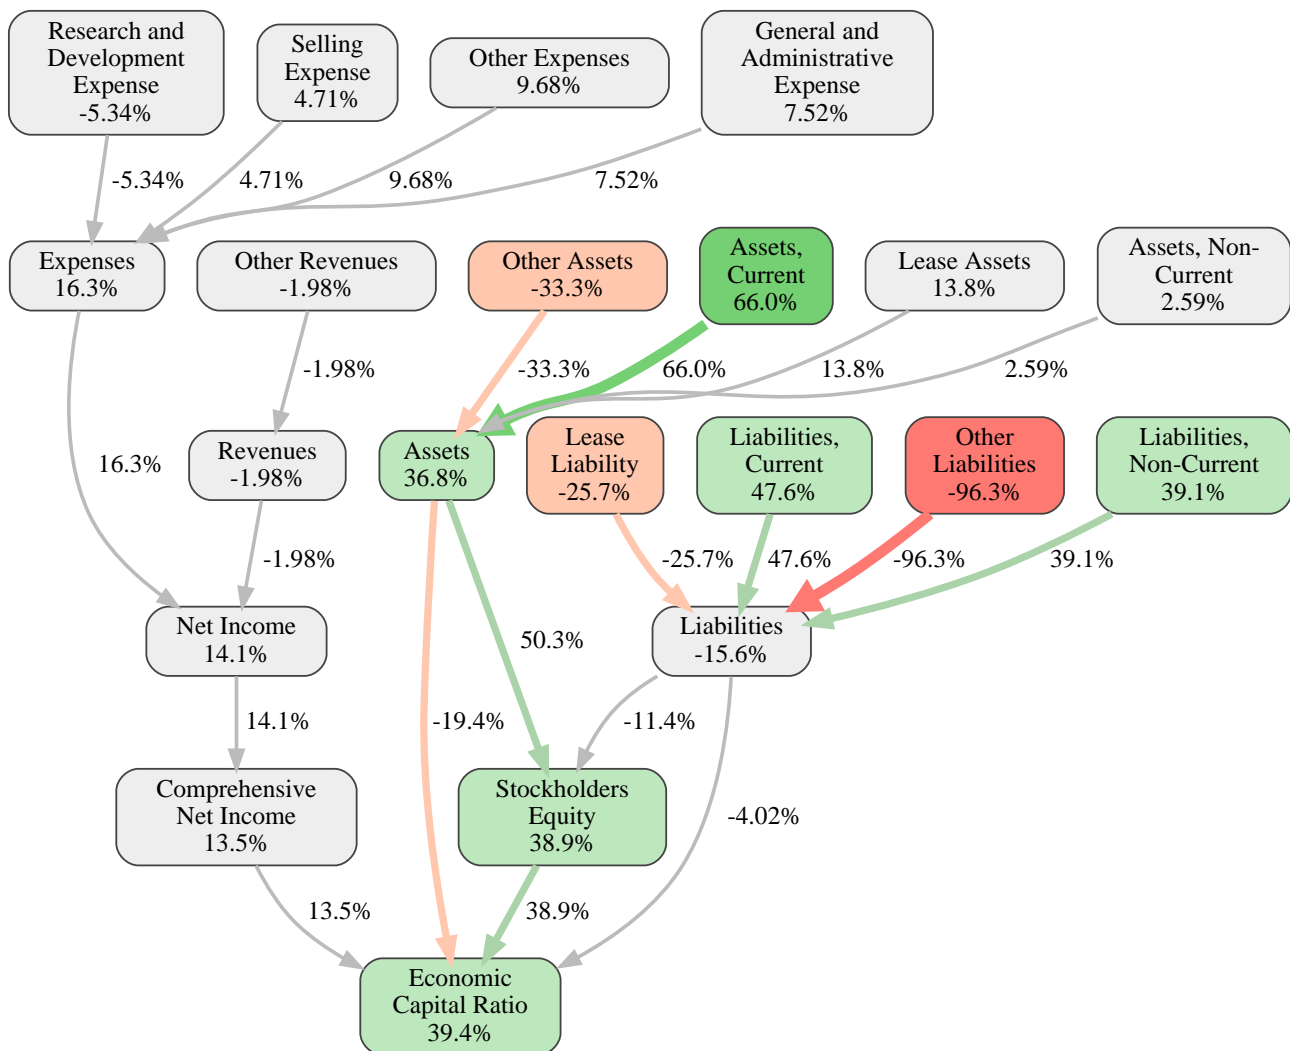 Research and
Development
Expense
-5.34%
Selling
Expense
4.71%
Other Expenses
9.68%
General and
Administrative
Expense
7.52%
-5.34%
4.71%
9.68%
7.52%
Expenses
16.3%
Other Revenues
-1.98%
Other Assets
-33.3%
Assets,
Current
66.0%
Lease Assets
13.8%
Assets, Non-
Current
2.59%
-1.98%
-33.3%
66.0%
13.8%
2.59%
16.3%
Revenues
-1.98%
Assets
36.8%
Lease
Liability
-25.7%
Liabilities,
Current
47.6%
Other
Liabilities
-96.3%
Liabilities,
Non-Current
39.1%
-1.98%
-25.7%
47.6%
-96.3%
39.1%
Net Income
14.1%
50.3%
Liabilities
-15.6%
14.1%
-19.4%
-11.4%
Comprehensive
Net Income
13.5%
Stockholders
Equity
38.9%
-4.02%
13.5%
38.9%
Economic
Capital Ratio
39.4%